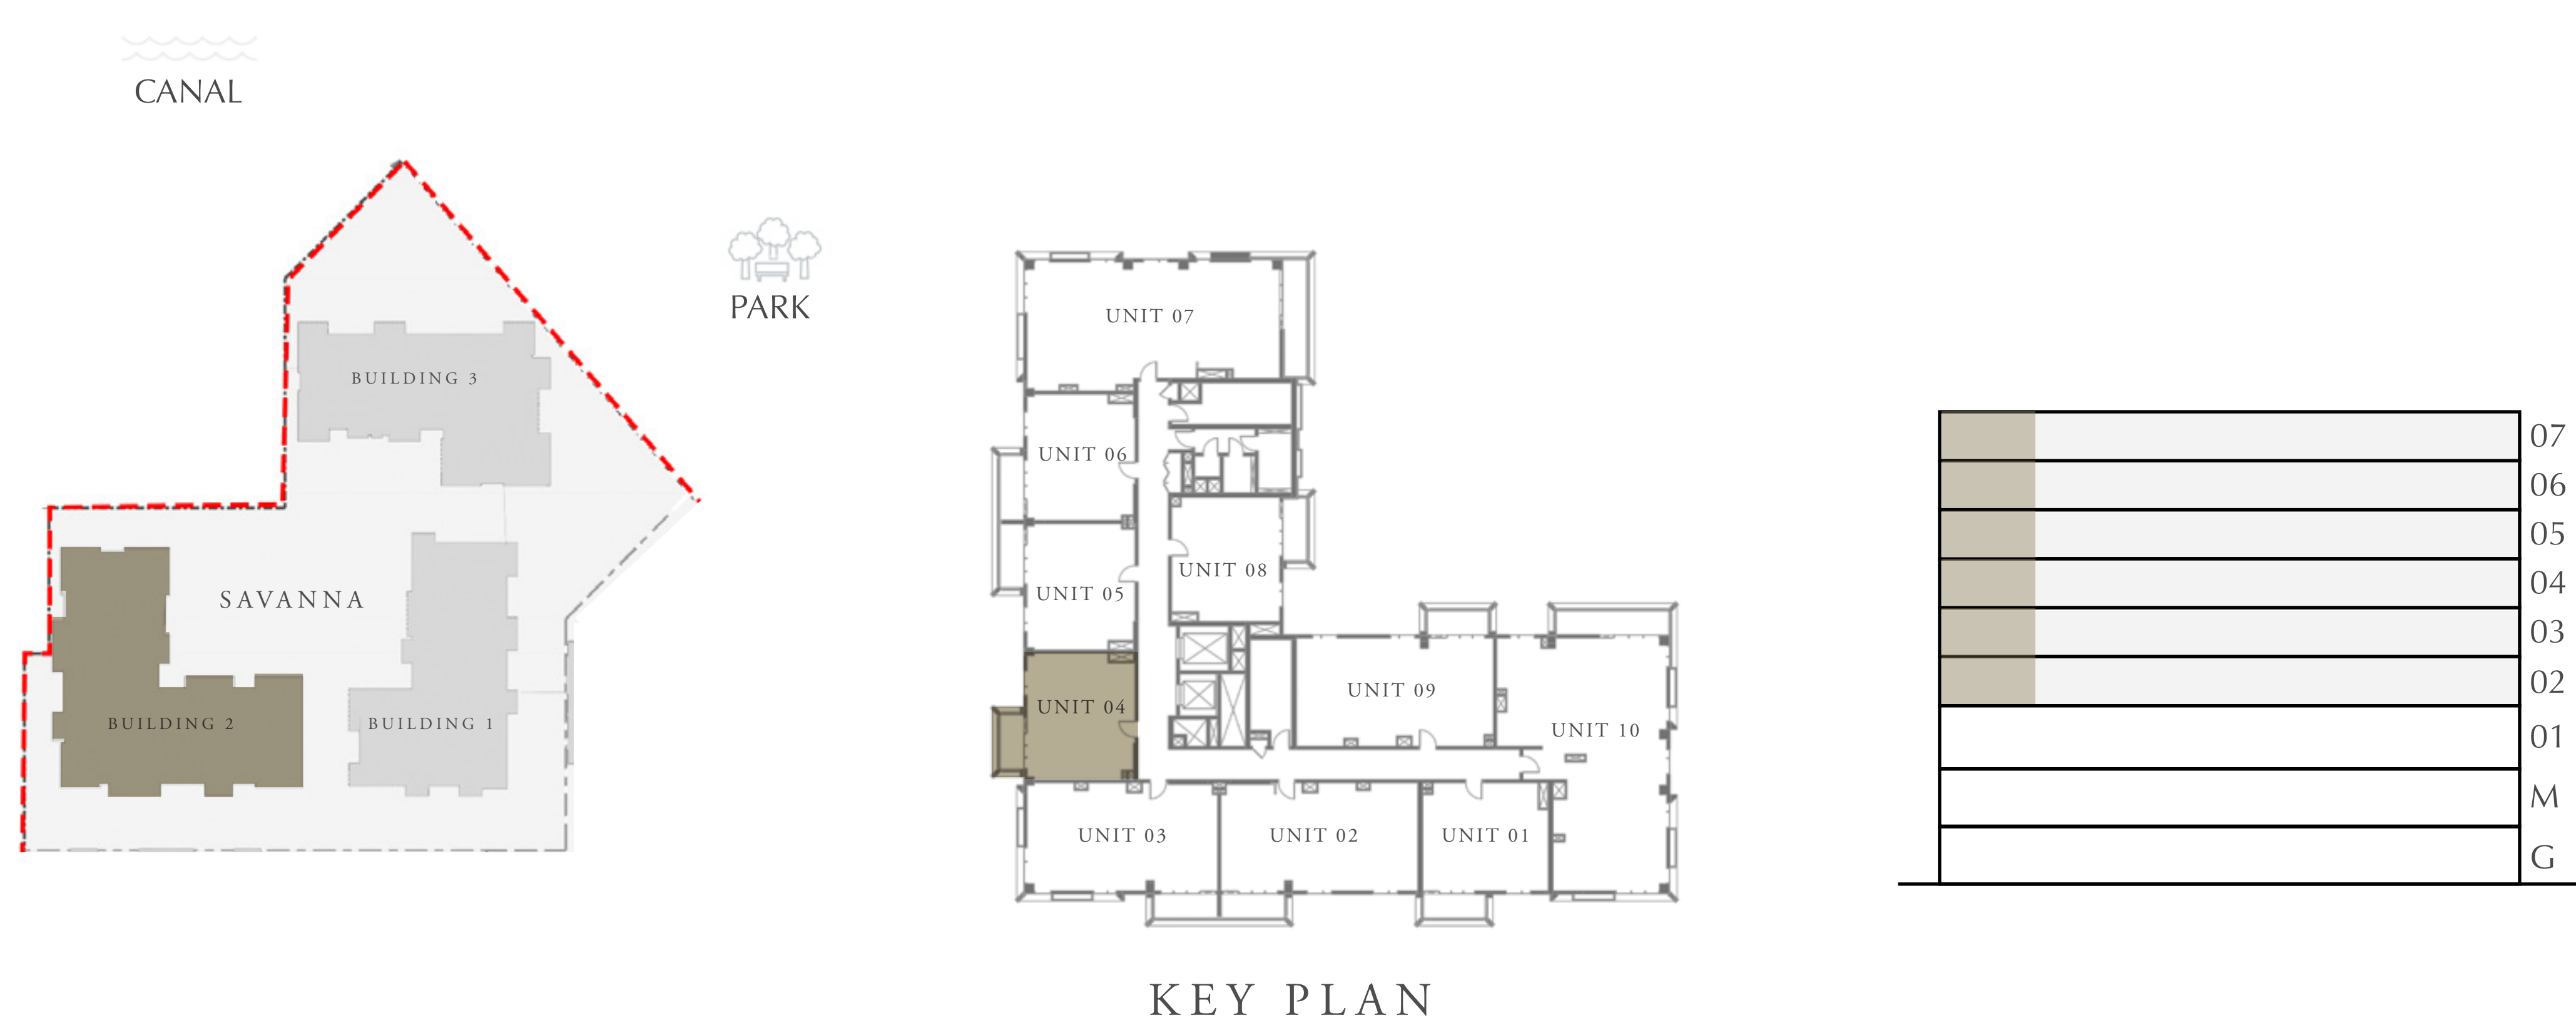 CANAL
PARK
BUILDING 3
SAVANNA
BUILDING 2
BUILDING 1
UNIT 07
UNIT 06
UNIT 05
UNIT 08
UNIT 04
UNIT 09
UNIT 10
UNIT 03
UNIT 02
UNIT 01
KEY PLAN
07
06
05
04
03
02
01
M
G